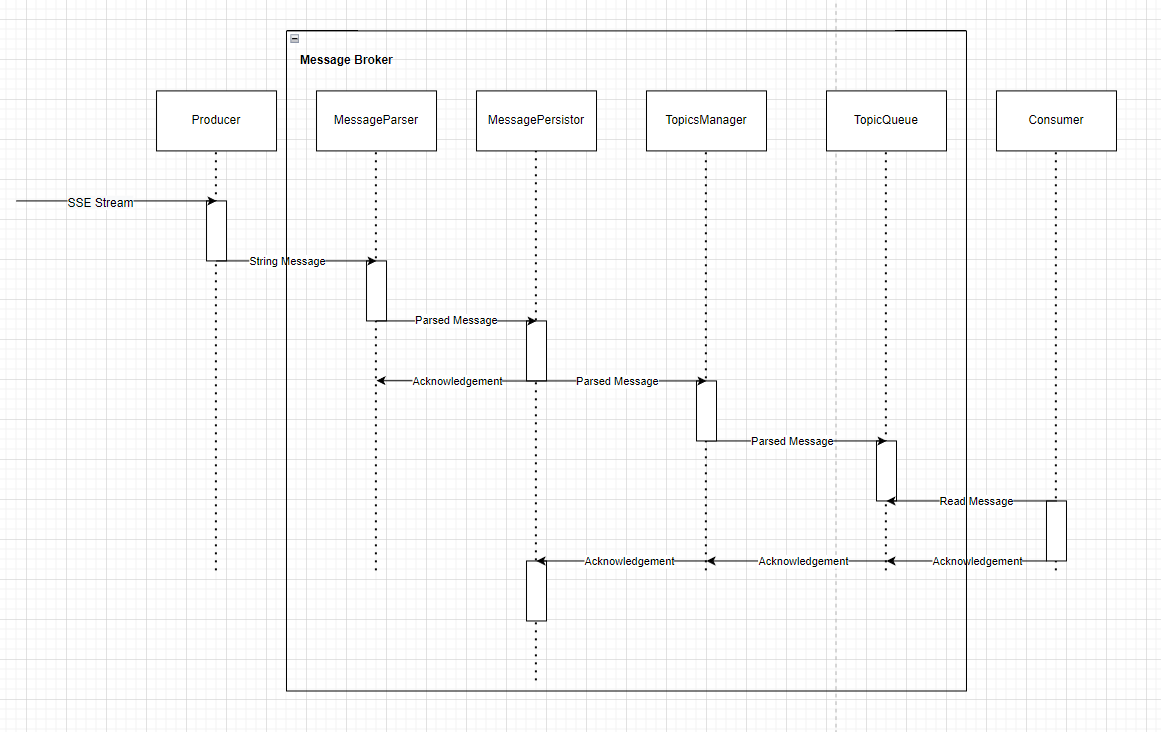 Message Broker
Producer
MessageParser
MessagePersistor
TopicsManager
TopicQueue
Consumer
SSE Stream
String Message
Parsed Message
Acknowledgement
Parsed Message
Parsed Message
Read Message
Acknowledgement
Acknowledgement
Acknowledgement